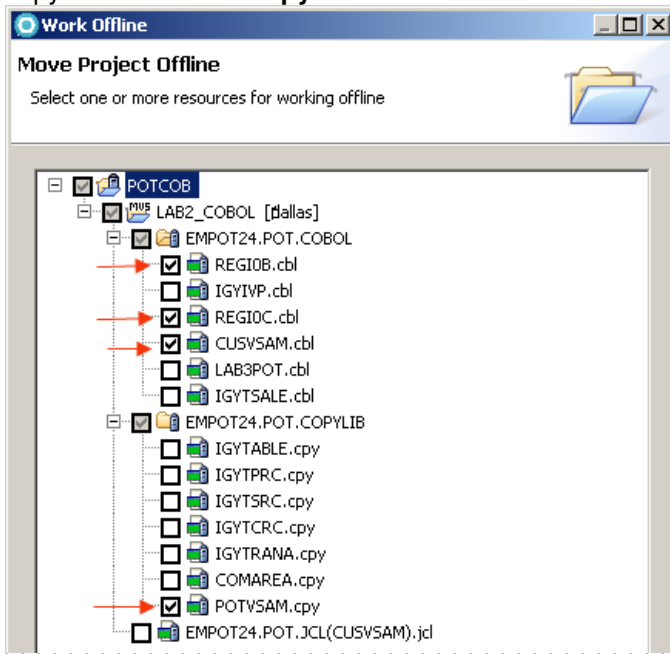 Work Offline
Move Project Offline
Select one or more resources for working offline
POTCOB
LAB2_COBOL [dallas]
EMPOT24.POT.COBOL
REGI0B.cbl
IGYIVP.cbl
REGI0C.cbl
CUSVSAM.cbl
LAB3POT.cbl
IGYTSALE.cbl
EMPOT24.POT.COPYLIB
IGYTABLE.cpy
IGYTPRC.cpy
IGYTSRC.cpy
IGYTCRC.cpy
IGYTRANA.cpy
COMAREA.cpy
POTVSAM.cpy
EMPOT24.POT.JCL(CUSVSAM).jcl